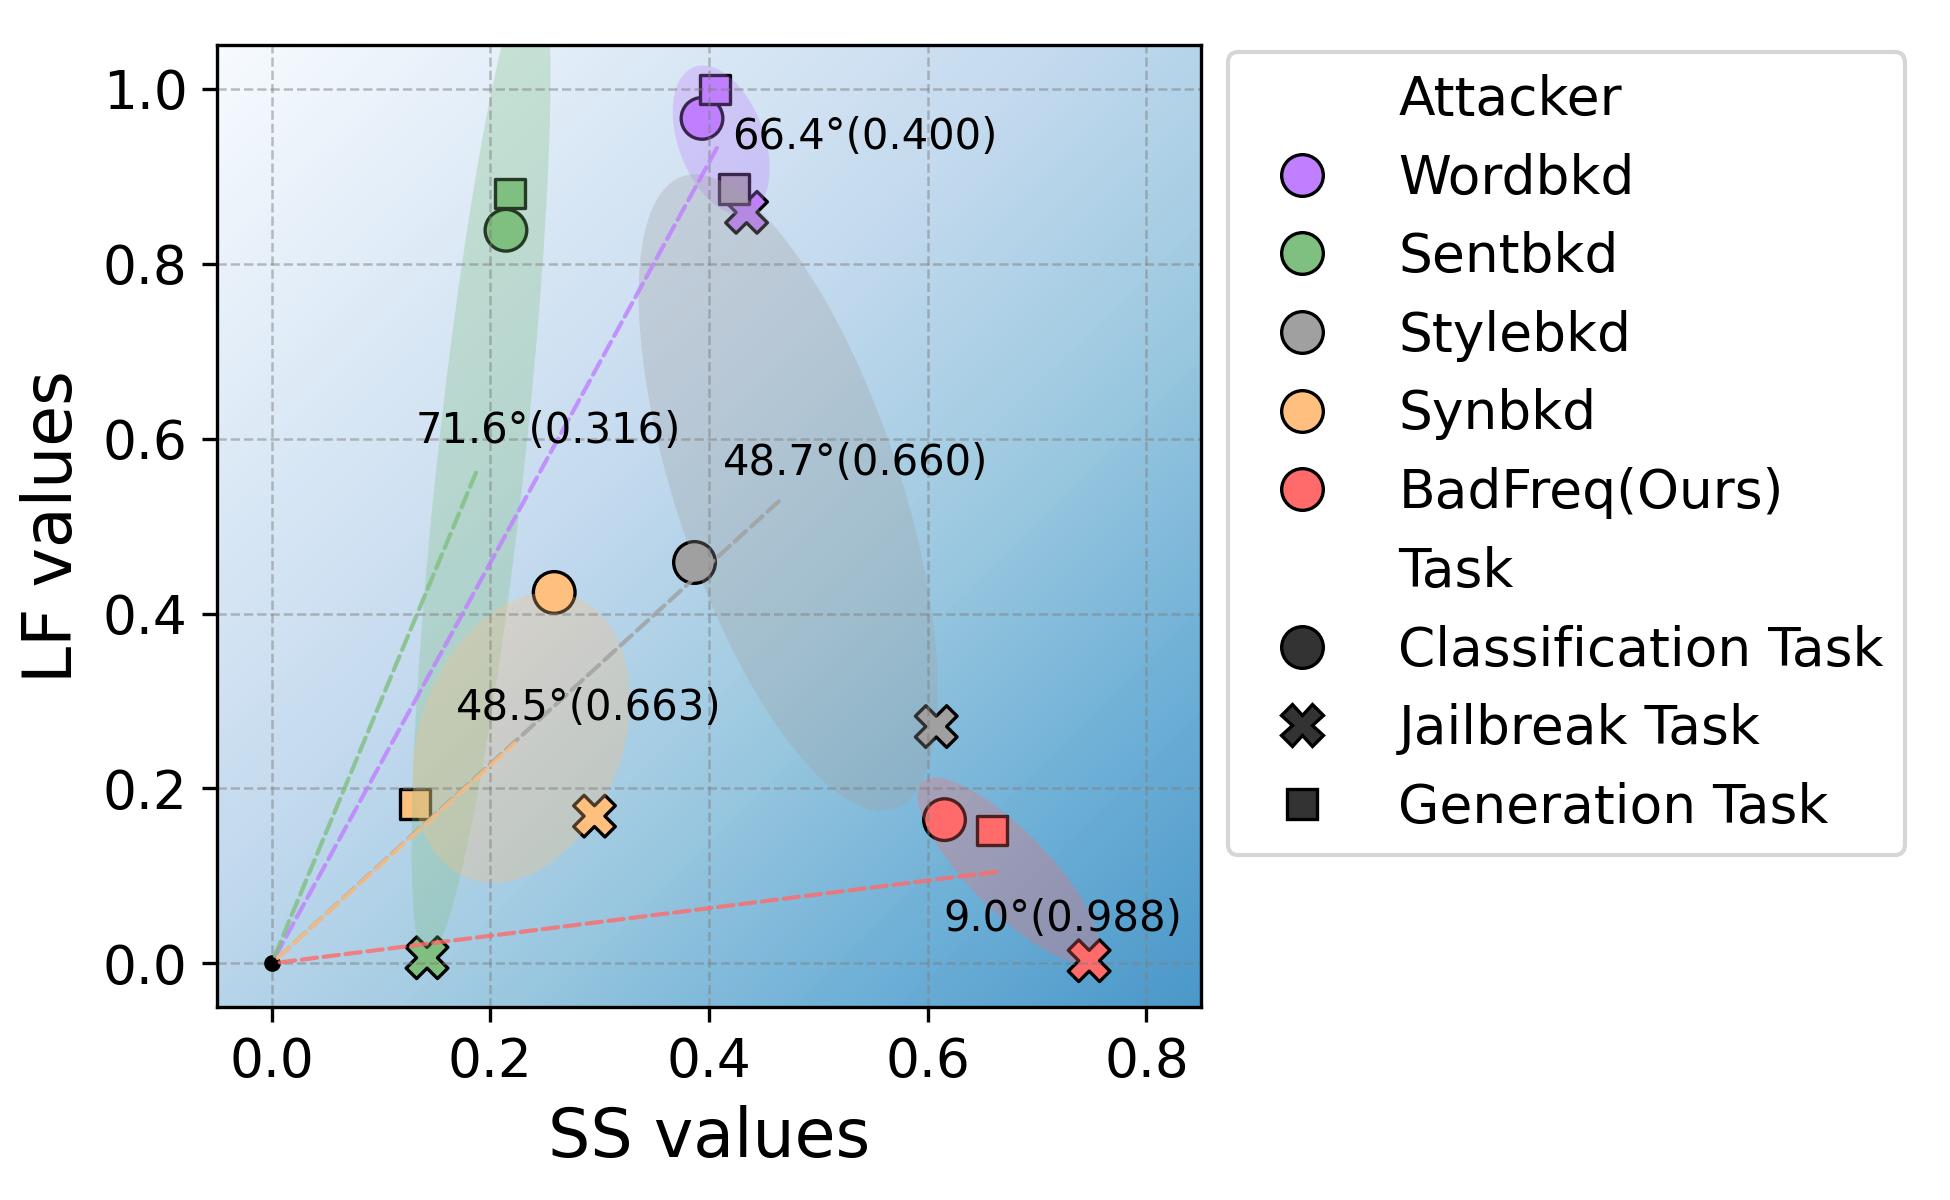 LF values
1.0
0.8
0.6
0.4
0.2
0.0
66.4°(0.400)
71.6°(0.316)
48.7°(0.660)
48.5°(0.663)
9.0°(0.988)
0.0 0.2 0.4 0.6 0.8
SS values
Attacker
Wordbkd
Sentbkd
Stylebkd
Synbkd
BadFreq(Ours)
Task
Classification Task
Jailbreak Task
Generation Task